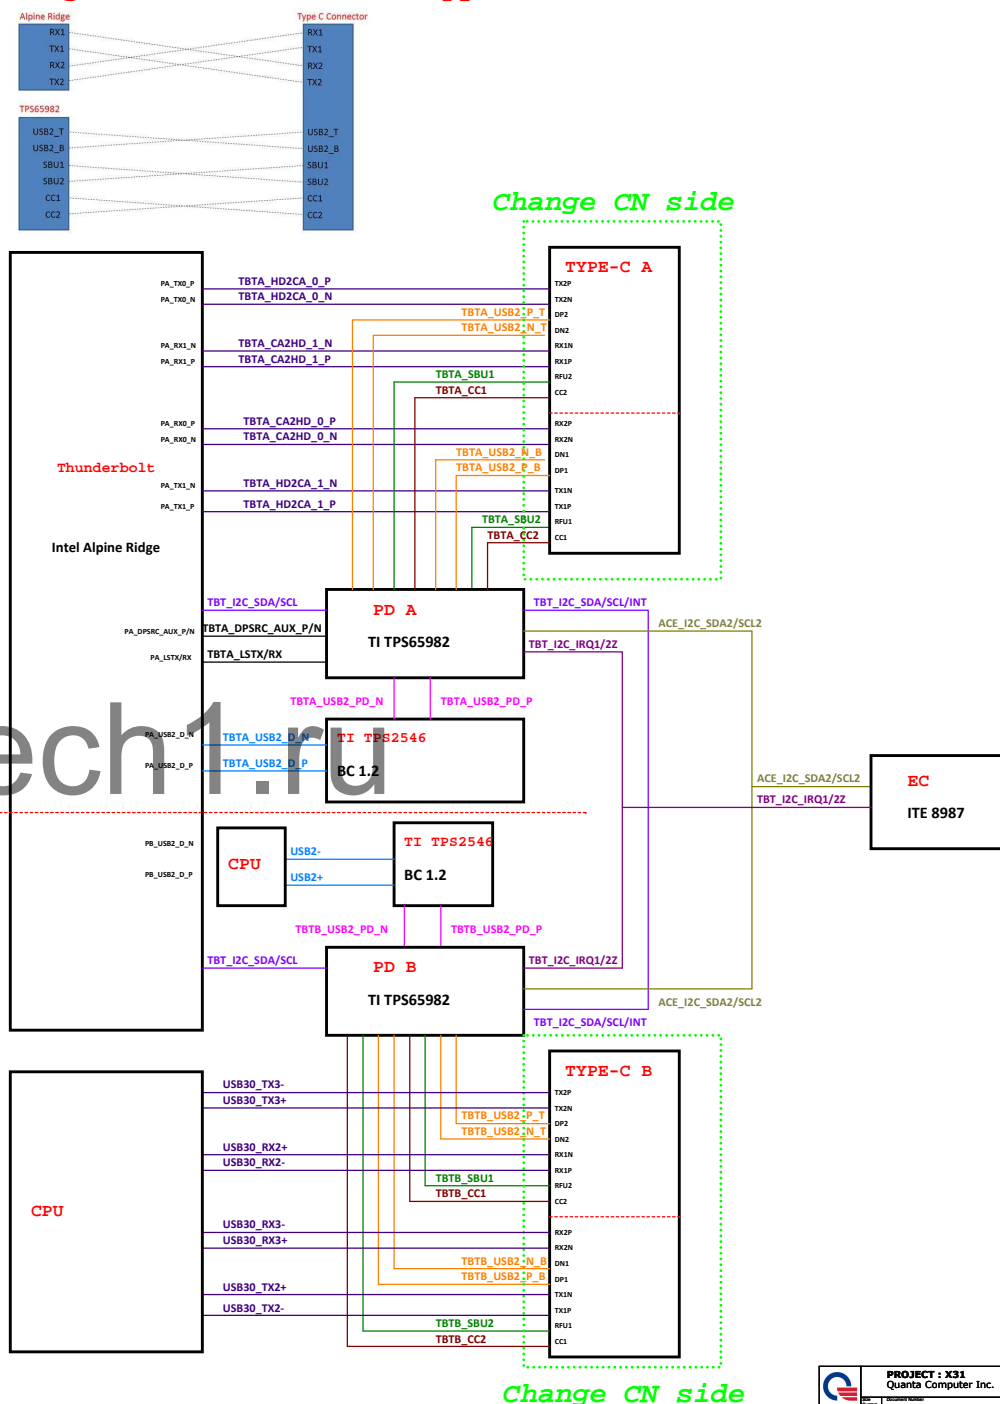 Alpine Ridge
Type C Connector
RX1
TX1
RX2
TX2
RX1
TX1
RX2
TX2
TPS65982
USB2_T
USB2_B
SBU1
SBU2
CC1
CC2
USB2_T
USB2_B
SBU1
SBU2
CC1
CC2
Change CN side
TYPE-C A
PA_TX0_P
TBTA_HD2CA_0_P
TX2P
PA_TX0_N
TBTA_HD2CA_0_N
TX2N
TBTA_USB2_P_T
DP2
TBTA_USB2_N_T
DN2
PA_RX1_N
TBTA_CA2HD_1_N
RX1N
PA_RX1_P
TBTA_CA2HD_1_P
RX1P
TBTA_SBU1
RFU2
TBTA_CC1
CC2
PA_RX0_P
TBTA_CA2HD_0_P
RX2P
PA_RX0_N
TBTA_CA2HD_0_N
RX2N
TBTA_USB2_N_B
DN1
Thunderbolt
TBTA_USB2_P_B
DP1
PA_TX1_N
TBTA_HD2CA_1_N
TX1N
PA_TX1_P
TBTA_HD2CA_1_P
TX1P
TBTA_SBU2
RFU1
TBTA_CC2
CC1
Intel Alpine Ridge
TBT_I2C_SDA/SCL
PD A
TBT_I2C_SDA/SCL/INT
PA_DPSRC_AUX_P/N
TBTA_DPSRC_AUX_P/N
TI TPS65982
ACE_I2C_SDA2/SCL2
TBT_I2C_IRQ1/2Z
PA_LSTX/RX
TBTA_LSTX/RX
TBTA_USB2_PD_N
TBTA_USB2_PD_P
ech1.ru
PA_USB2_D_N
TBTA_USB2_D_N
TI TPS2546
PA_USB2_D_P
TBTA_USB2_D_P
BC 1.2
ACE_I2C_SDA2/SCL2
EC
TBT_I2C_IRQ1/2Z
ITE 8987
PB_USB2_D_N
PB_USB2_D_P
CPU
USB2-
USB2+
TI TPS2546
BC 1.2
TBTB_USB2_PD_N
TBTB_USB2_PD_P
TBT_I2C_SDA/SCL
PD B
TBT_I2C_IRQ1/2Z
TI TPS65982
ACE_I2C_SDA2/SCL2
TBT_I2C_SDA/SCL/INT
TYPE-C B
USB30_TX3-
TX2P
USB30_TX3+
TX2N
TBTB_USB2_P_T
DP2
TBTB_USB2_N_T
DN2
USB30_RX2+
RX1N
USB30_RX2-
RX1P
TBTB_SBU1
RFU2
TBTB_CC1
CC2
CPU
USB30_RX3-
RX2P
USB30_RX3+
RX2N
TBTB_USB2_N_B
DN1
TBTB_USB2_P_B
DP1
USB30_TX2+
TX1N
USB30_TX2-
TX1P
TBTB_SBU2
RFU1
TBTB_CC2
CC1
Change CN side
PROJECT : X31
Quanta Computer Inc.
Document Number